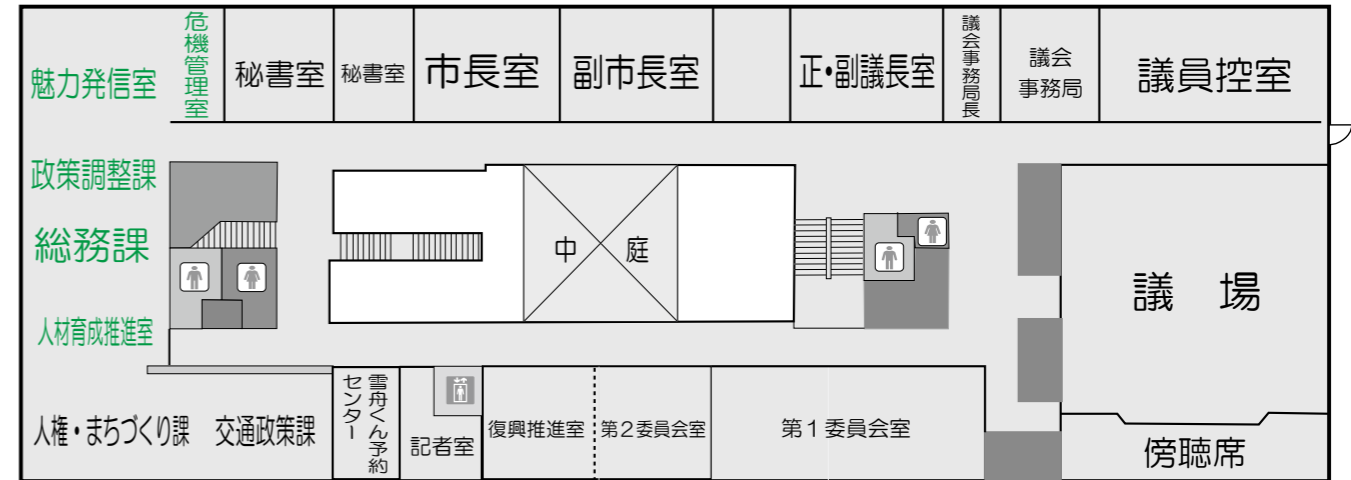 魅力発信室
危機管理室
秘書室
秘書室
市長室
副市長室
正・副議長室
議会事務局長
議会
事務局
議員控室
政策調整課
総務課
人材育成推進室
中庭
議場
人権・まちづくり課 交通政策課
雪舟くん予約
センター
記者室
復興推進室
第2委員会室
第1委員会室
傍聴席